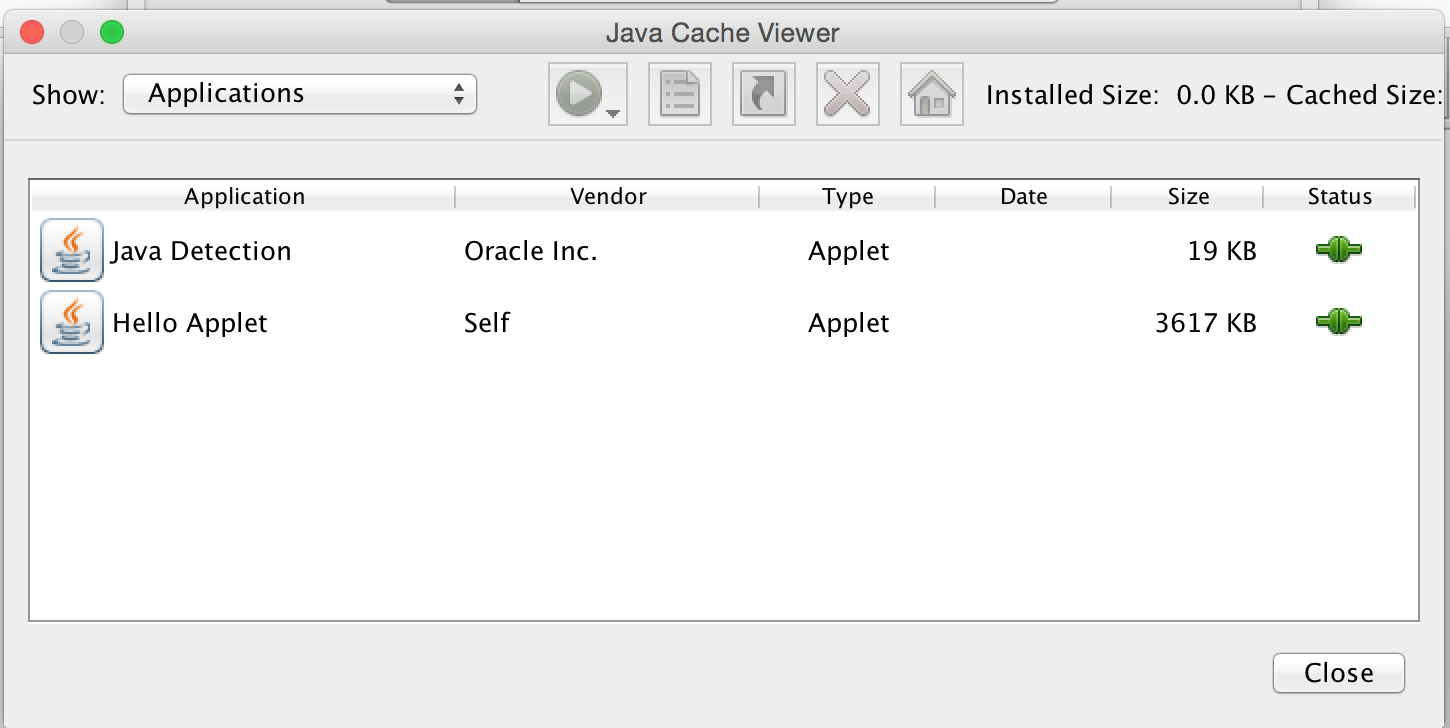 Java Cache Viewer
Show: Applications Installed Size: 0.0 KB – Cached Size:
Application Vendor Type Date Size Status
Java Detection Oracle Inc. Applet 19 KB
Hello Applet Self Applet 3617 KB
Close